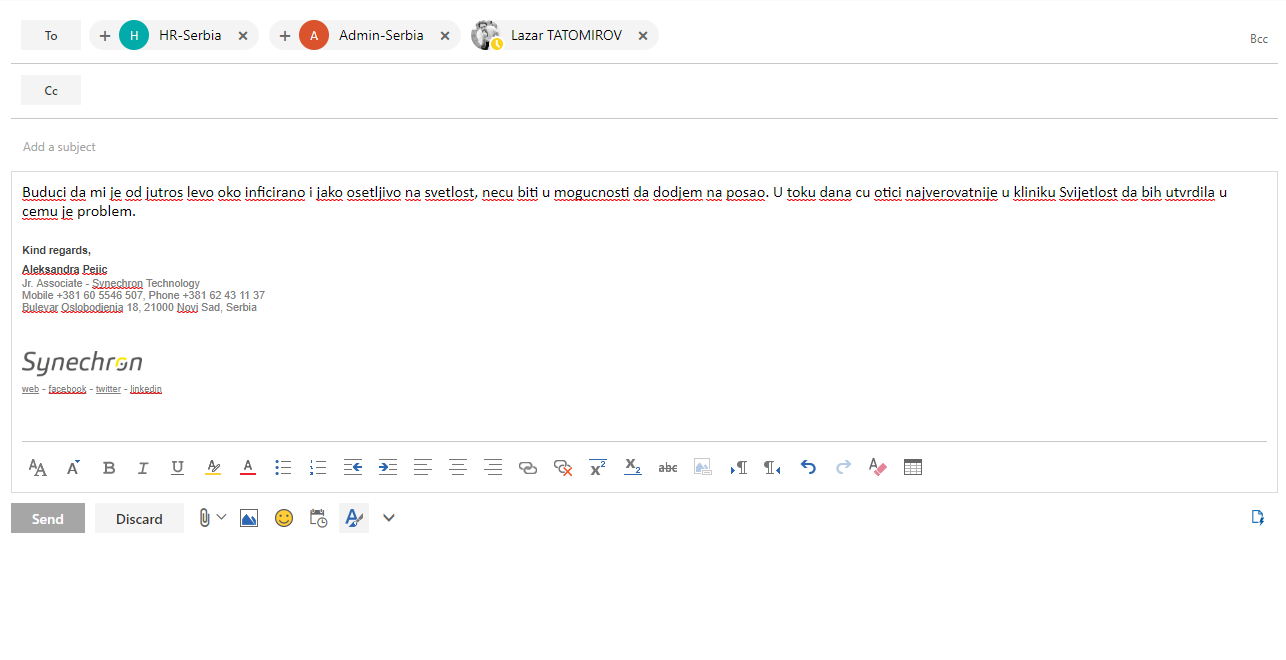 To + H HR-Serbia × + A Admin-Serbia × Lazar TATOMIROV ×
Bcc
Cc
Add a subject
Buduci da mi je od jutros levo oko inficirano i jako osetljivo na svetlost, necu biti u mogucnosti da dodjem na posao. U toku dana cu otici najverovatnije u kliniku Svijetlost da bih utvrdila u
cemu je problem.
Kind regards,
Aleksandra Pejic
Jr. Associate - Synechron Technology
Mobile +381 60 5546 507, Phone +381 62 43 11 37
Bulevar Oslobodjenja 18, 21000 Novi Sad, Serbia
Synechron
web - facebook - twitter - linkedin
AA A B I U A A abc A
Send Discard